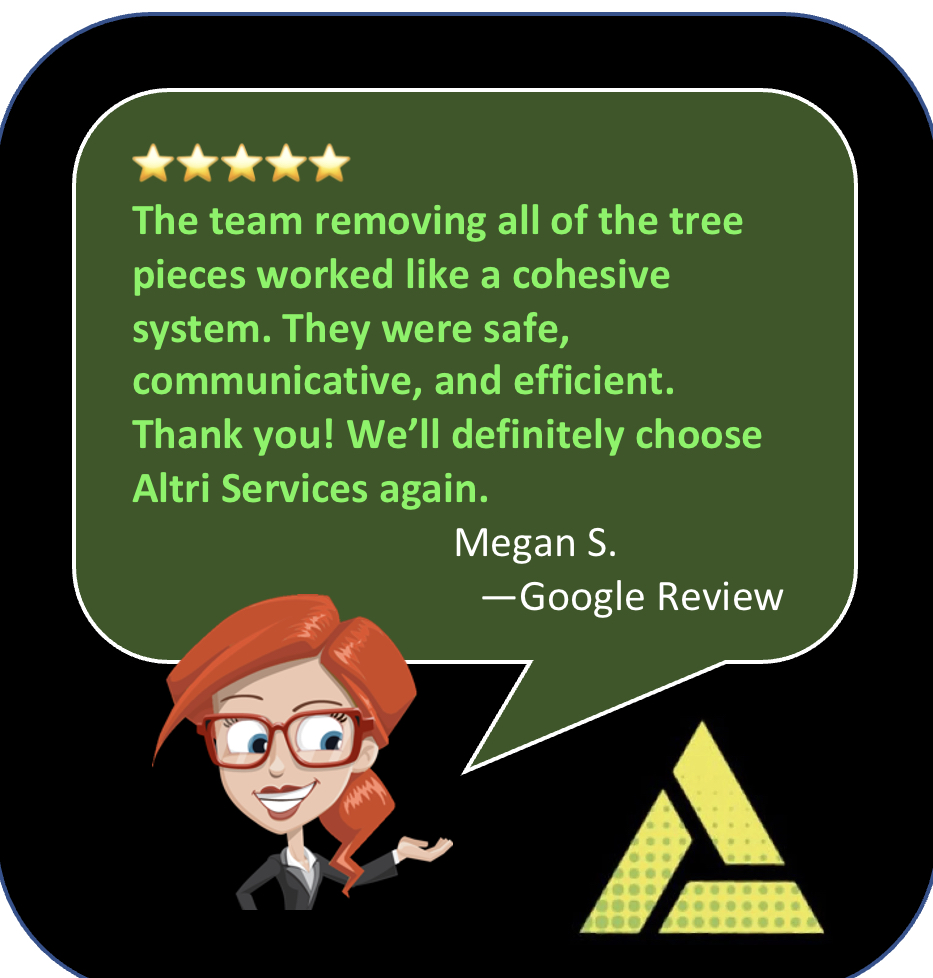 The team removing all of the tree
pieces worked like a cohesive
system. They were safe,
communicative, and efficient.
Thank you! We’ll definitely choose
Altri Services again.
Megan S.
—Google Review